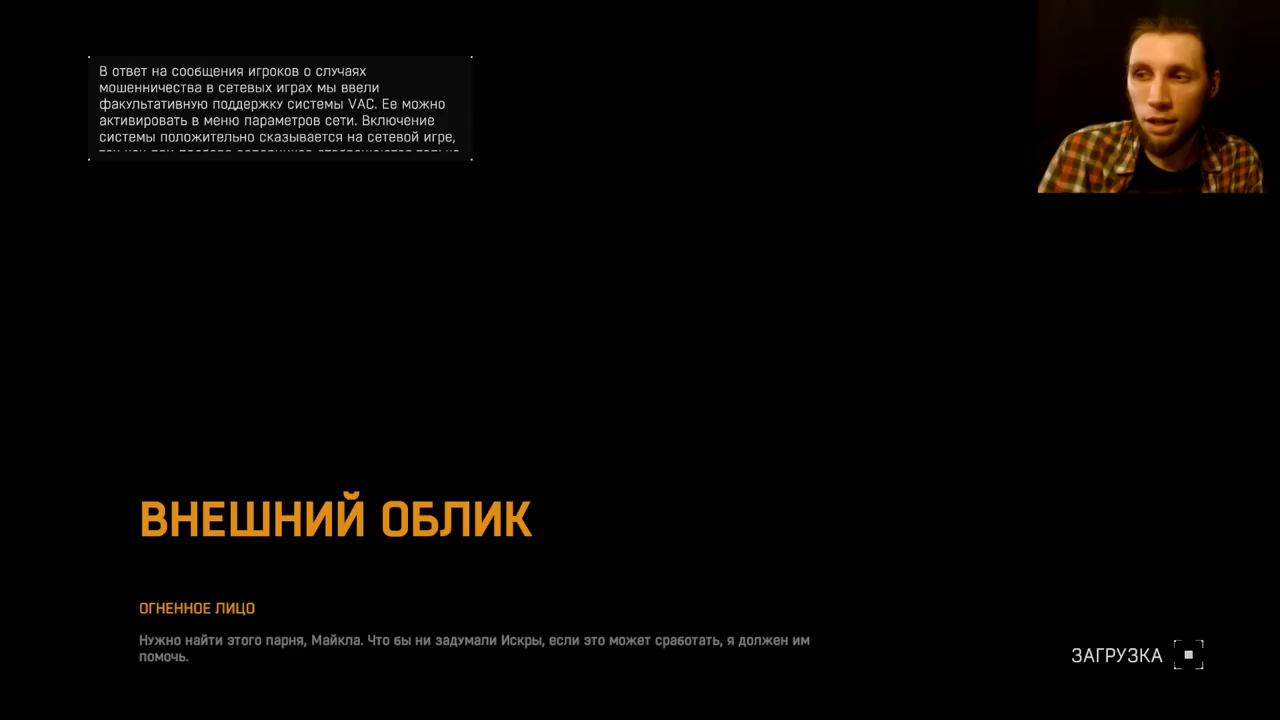 В ответ на сообщения игроков о случаях
мошенничества в сетевых играх мы ввели
факультативную поддержку системы VAC. Ее можно
активировать в меню параметров сети. Включение
системы положительно сказывается на сетевой игре,
ВНЕШНИЙ ОБЛИК
ОГНЕННОЕ ЛИЦО
Нужно найти этого парня, Майкла. Что бы ни задумали Искры, если это может сработать, я должен им
помочь.
ЗАГРУЗКА